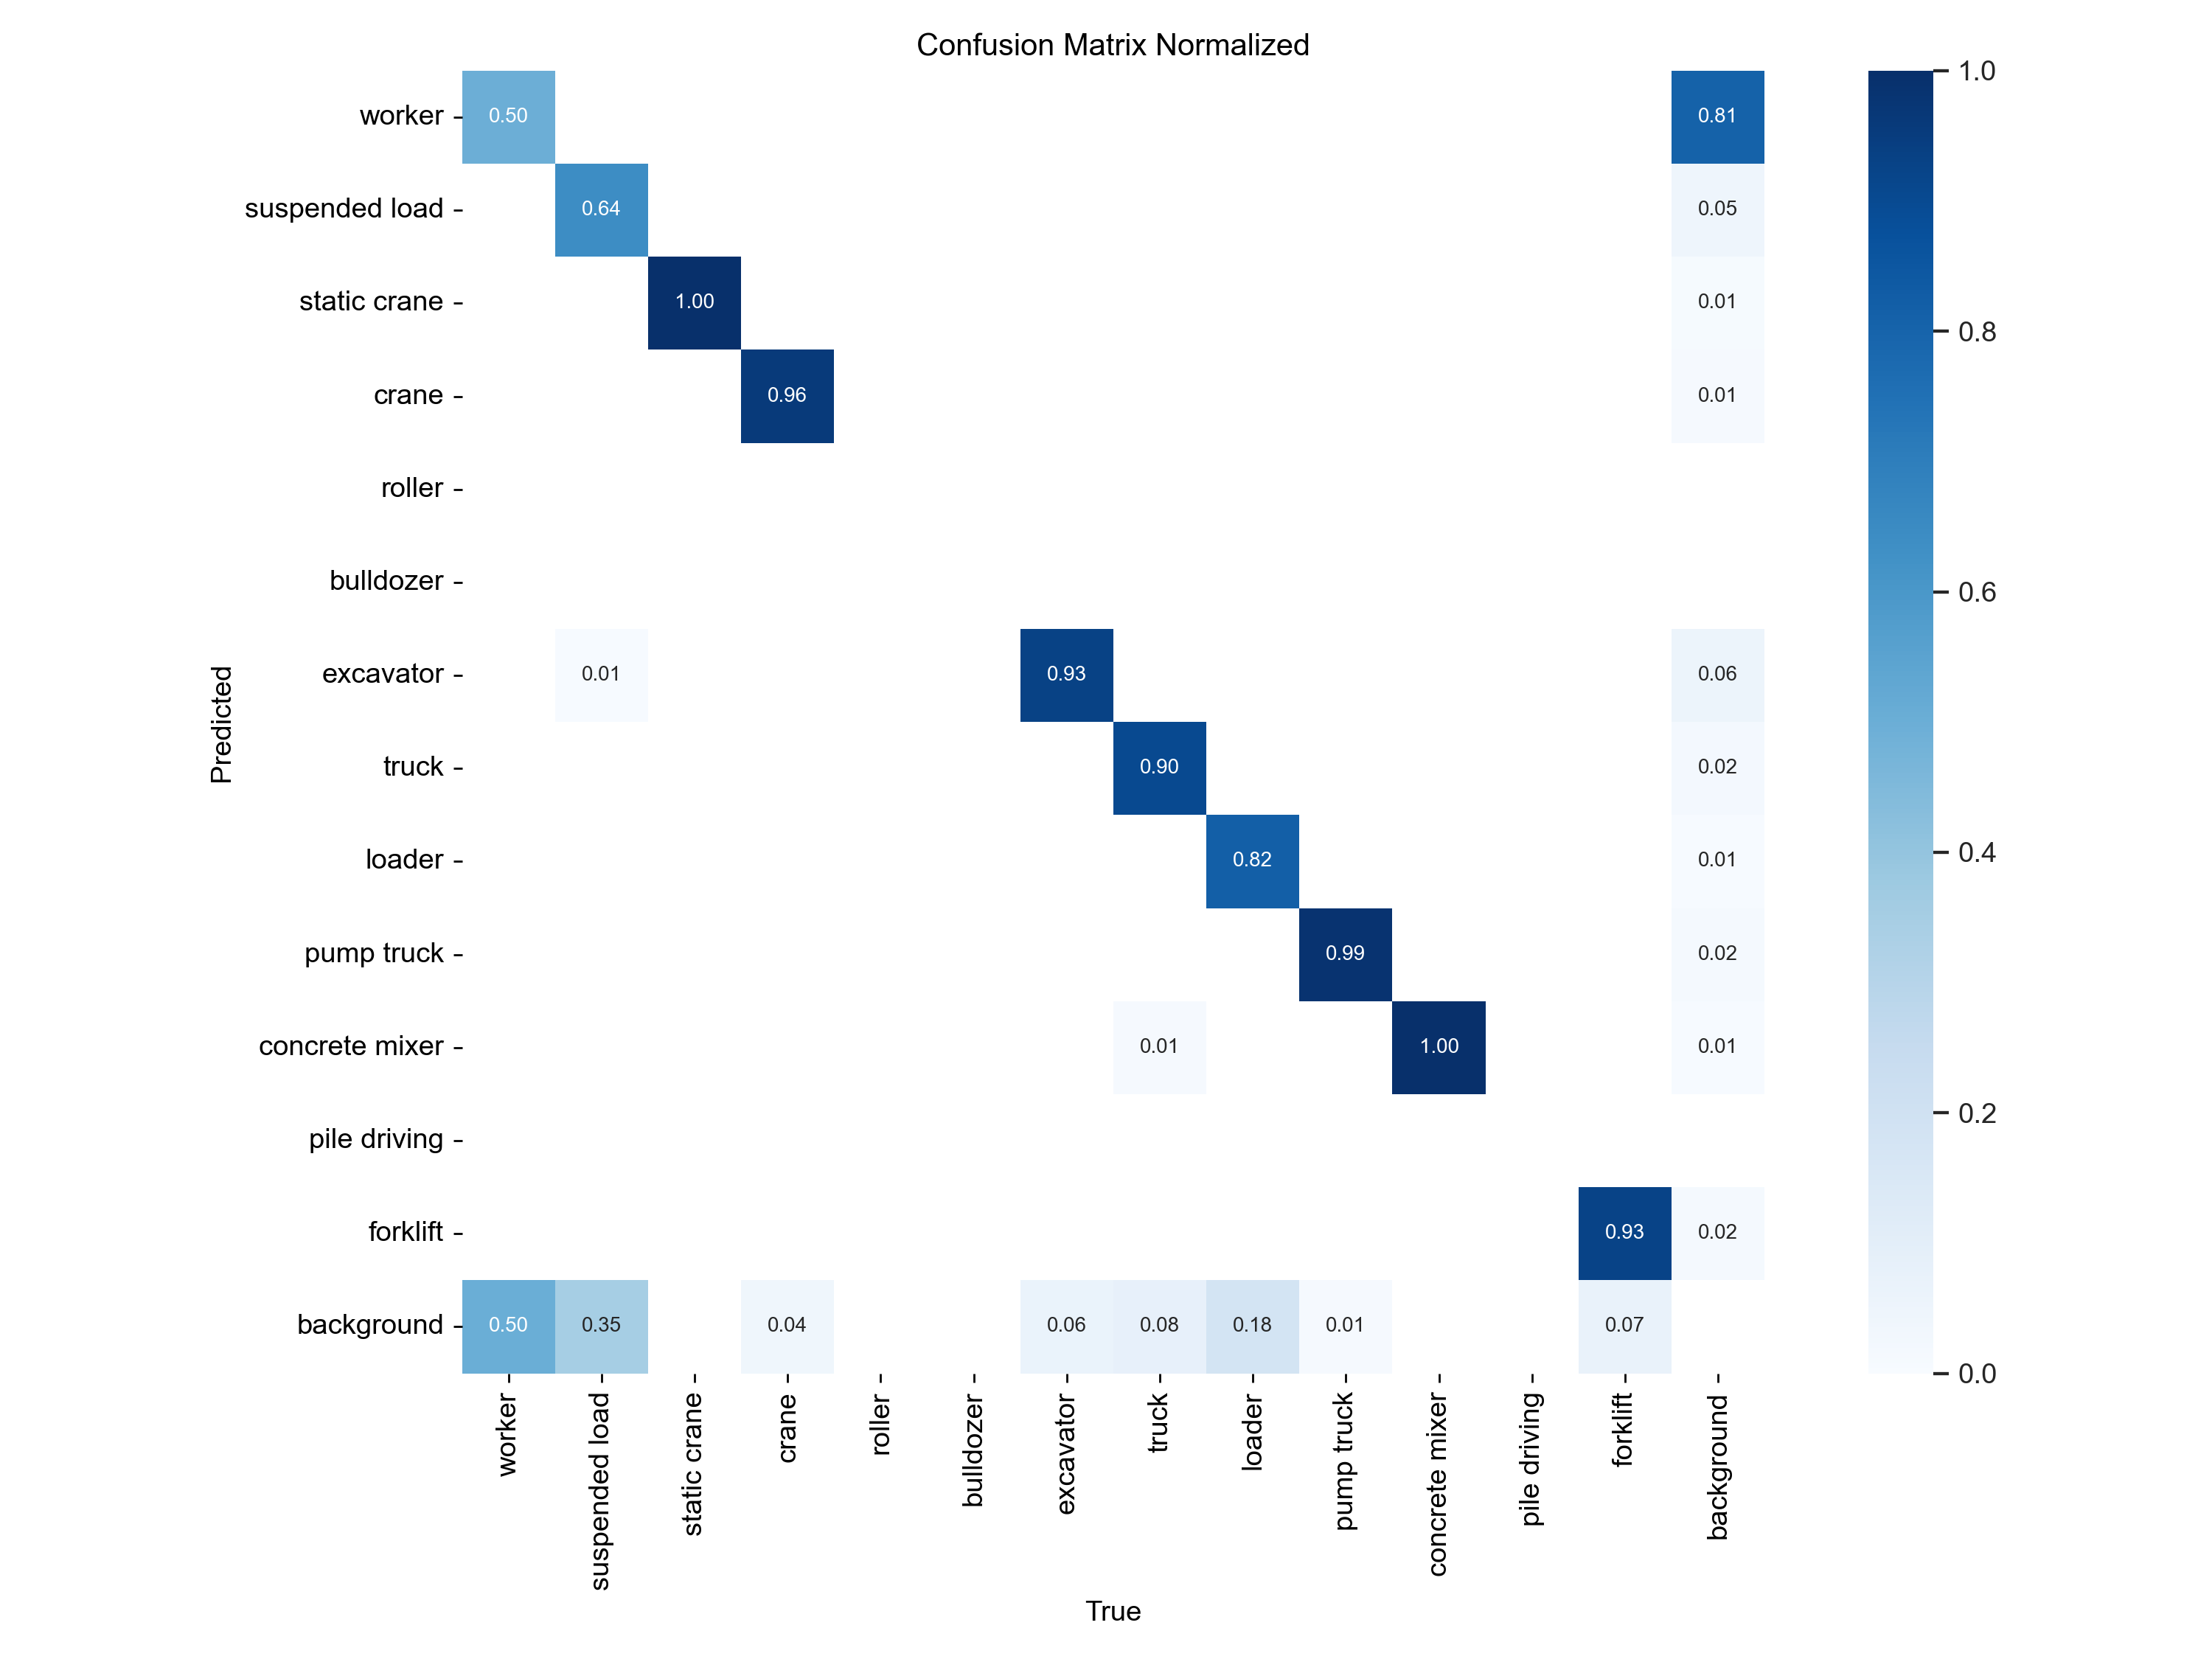 Confusion Matrix Normalized
worker 0.50 0.81
suspended load 0.64 0.05
static crane 1.00 0.01
crane 0.96 0.01
roller
bulldozer
excavator 0.01 0.93 0.06
truck 0.90 0.02
loader 0.82 0.01
pump truck 0.99 0.02
concrete mixer 0.01 1.00 0.01
pile driving
forklift 0.93 0.02
background 0.50 0.35 0.04 0.06 0.08 0.18 0.01 0.07
Predicted
worker
suspended load
static crane
crane
roller
bulldozer
excavator
truck
loader
pump truck
concrete mixer
pile driving
forklift
background
True
1.0
0.8
0.6
0.4
0.2
0.0